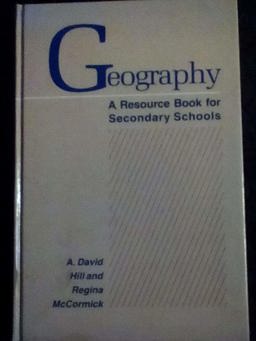 Geography
A Resource Book for
Secondary Schools
A. David
Hill and
Regina
McCormick